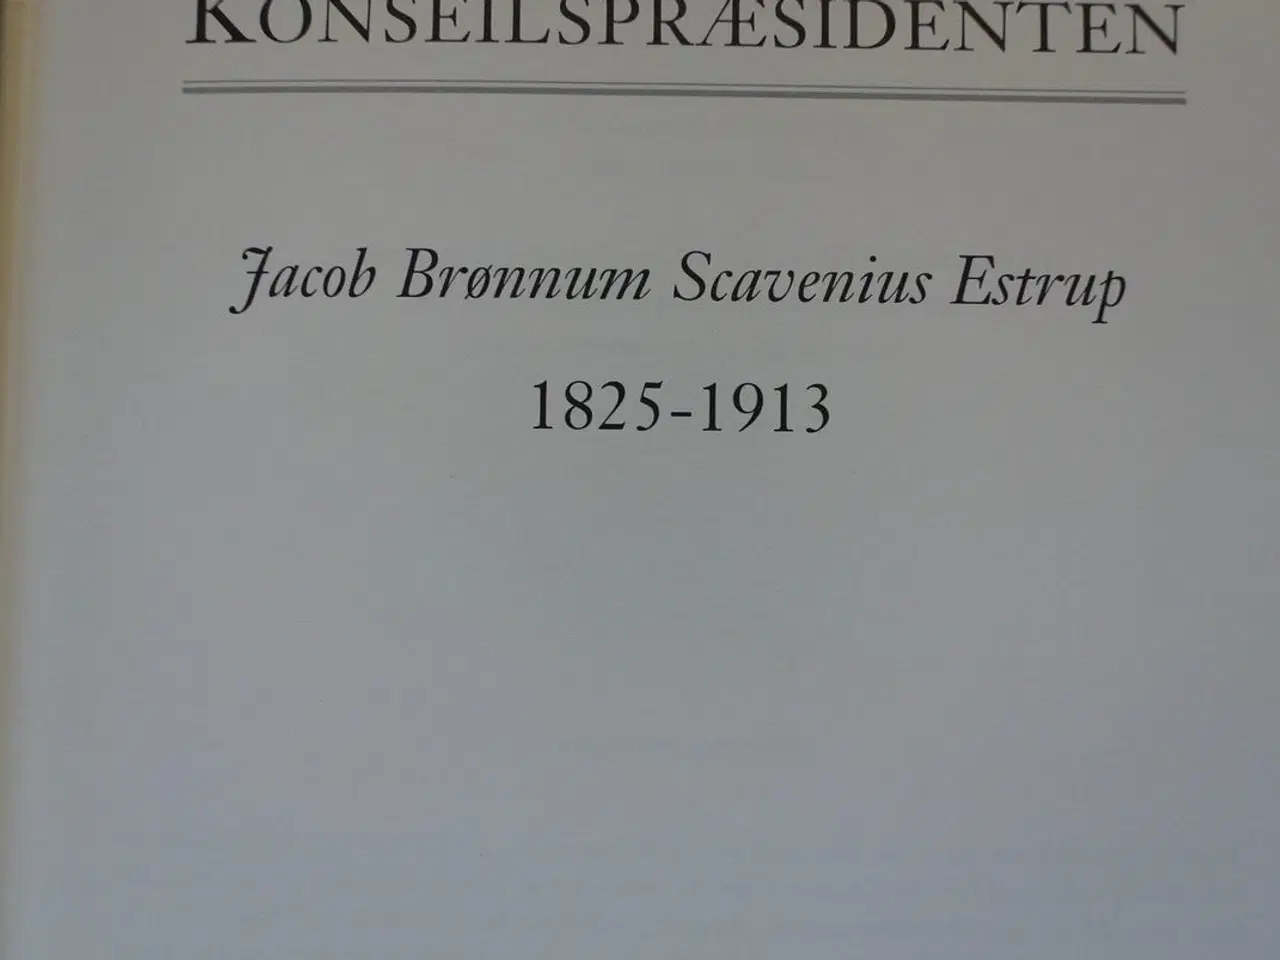 KONSEILSPRÆSIDENTEN
Jacob Brønnum Scavenius Estrup
1825-1913